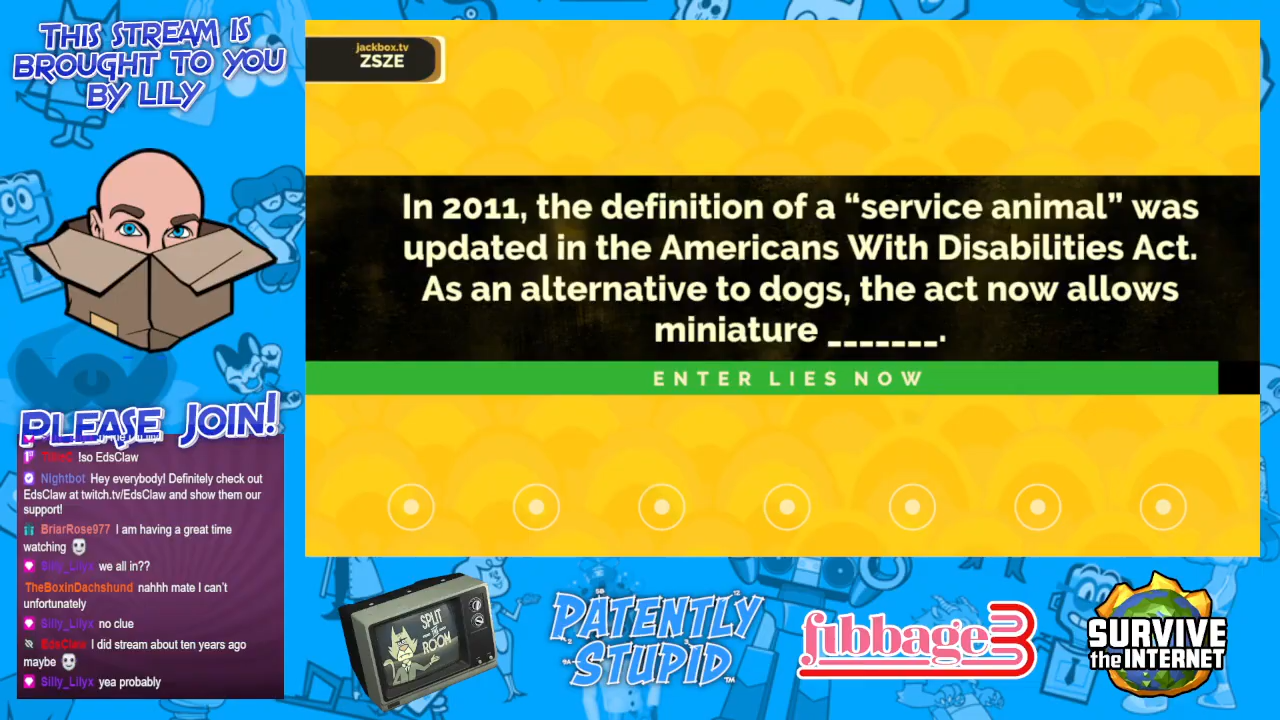 THIS STREAM IS
BROUGHT TO YOU
BY LILY
jackbox.tv
ZSZE
In 2011, the definition of a “service animal” was
updated in the Americans With Disabilities Act.
As an alternative to dogs, the act now allows
miniature _______.
ENTER LIES NOW
PLEASE JOIN!
!so EdsClaw
Nightbot Hey everybody! Definitely check out
EdsClaw at twitch.tv/EdsClaw and show them our
support!
BriarRose977 I am having a great time
watching
Silly_Lilyx we all in??
TheBoxinDachshund nahhh mate I can't
unfortunately
Silly_Lilyx no clue
EdsClaw I did stream about ten years ago
maybe
Silly_Lilyx yea probably
SPLIT
THE
ROOM
PATENTLY
STUPID
fibbage 3
SURVIVE
the INTERNET